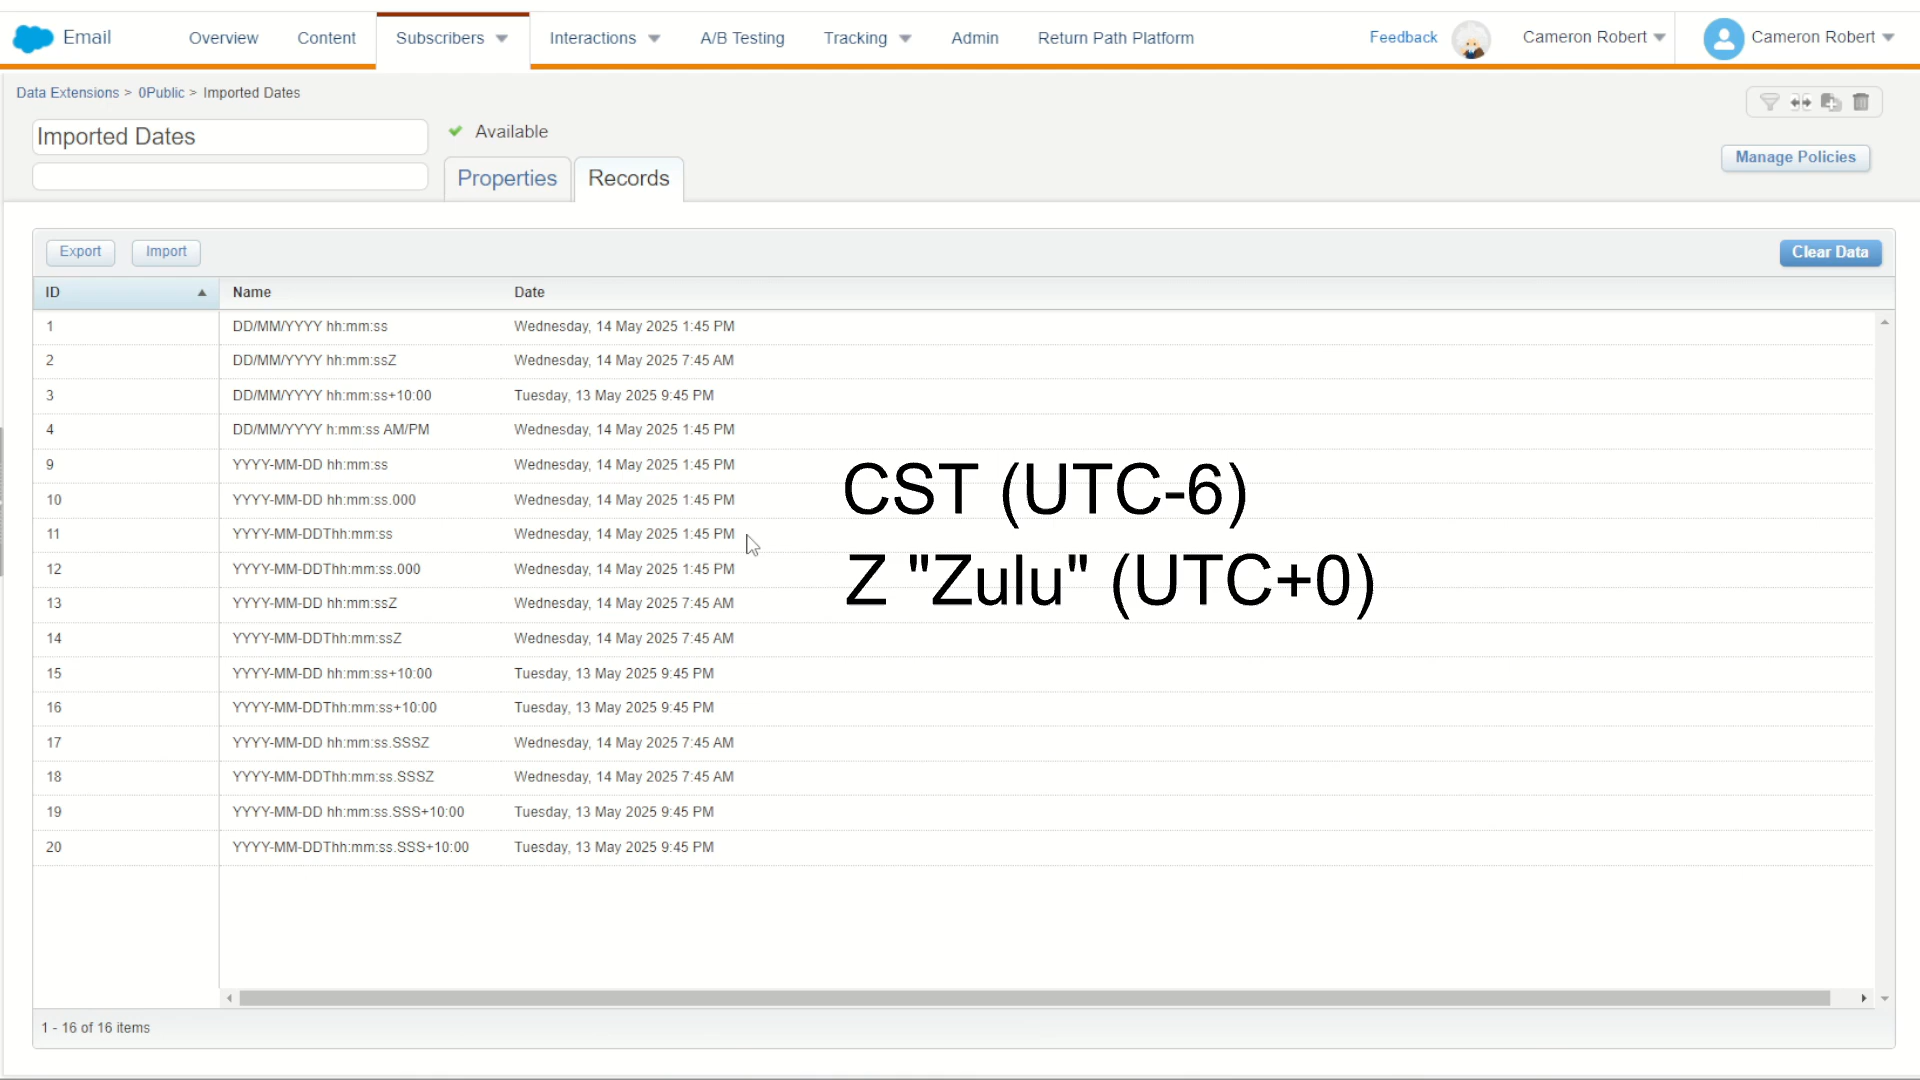 Email
Overview
Content
Subscribers
Interactions
A/B Testing
Tracking
Admin
Return Path Platform
Feedback
Cameron Robert
Cameron Robert
Data Extensions > 0Public > Imported Dates
Imported Dates
Available
Manage Policies
Properties
Records
Export
Import
Clear Data
ID Name Date
1 DD/MM/YYYY hh:mm:ss Wednesday, 14 May 2025 1:45 PM
2 DD/MM/YYYY hh:mm:ssZ Wednesday, 14 May 2025 7:45 AM
3 DD/MM/YYYY hh:mm:ss+10:00 Tuesday, 13 May 2025 9:45 PM
4 DD/MM/YYYY h:mm:ss AM/PM Wednesday, 14 May 2025 1:45 PM
9 YYYY-MM-DD hh:mm:ss Wednesday, 14 May 2025 1:45 PM
10 YYYY-MM-DD hh:mm:ss.000 Wednesday, 14 May 2025 1:45 PM
11 YYYY-MM-DDThh:mm:ss Wednesday, 14 May 2025 1:45 PM
12 YYYY-MM-DDThh:mm:ss.000 Wednesday, 14 May 2025 1:45 PM
13 YYYY-MM-DD hh:mm:ssZ Wednesday, 14 May 2025 7:45 AM
14 YYYY-MM-DDThh:mm:ssZ Wednesday, 14 May 2025 7:45 AM
15 YYYY-MM-DD hh:mm:ss+10:00 Tuesday, 13 May 2025 9:45 PM
16 YYYY-MM-DDThh:mm:ss+10:00 Tuesday, 13 May 2025 9:45 PM
17 YYYY-MM-DD hh:mm:ss.SSSZ Wednesday, 14 May 2025 7:45 AM
18 YYYY-MM-DDThh:mm:ss.SSSZ Wednesday, 14 May 2025 7:45 AM
19 YYYY-MM-DD hh:mm:ss.SSS+10:00 Tuesday, 13 May 2025 9:45 PM
20 YYYY-MM-DDThh:mm:ss.SSS+10:00 Tuesday, 13 May 2025 9:45 PM
CST (UTC-6)
Z "Zulu" (UTC+0)
1 - 16 of 16 items